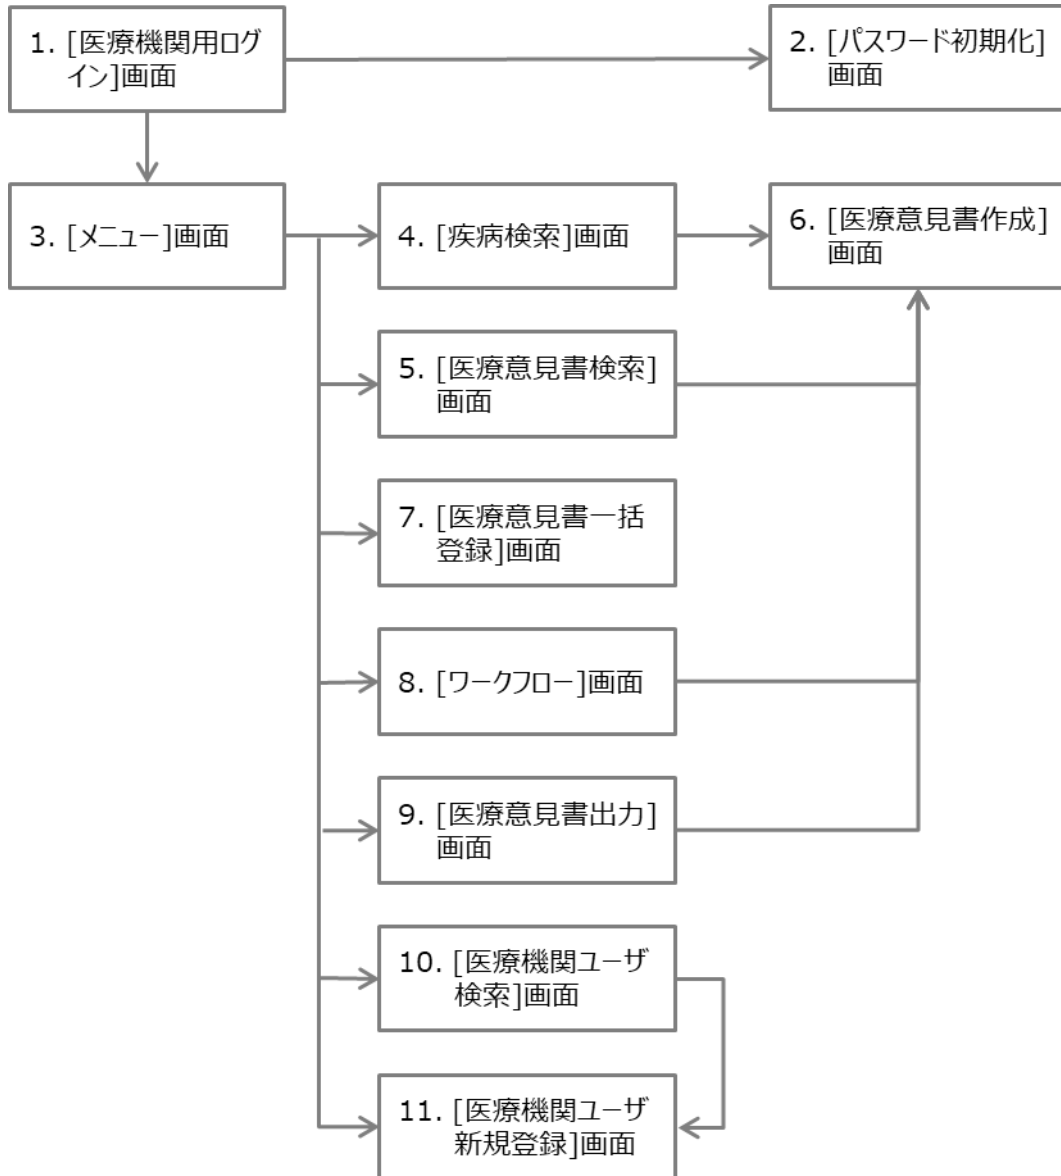 1. [医療機関用ログ
イン]画面
2. [パスワード初期化]
画面
3. [メニュー]画面
4. [疾病検索]画面
6. [医療意見書作成]
画面
5. [医療意見書検索]
画面
7. [医療意見書一括
登録]画面
8. [ワークフロー]画面
9. [医療意見書出力]
画面
10. [医療機関ユーザ
検索]画面
11. [医療機関ユーザ
新規登録]画面